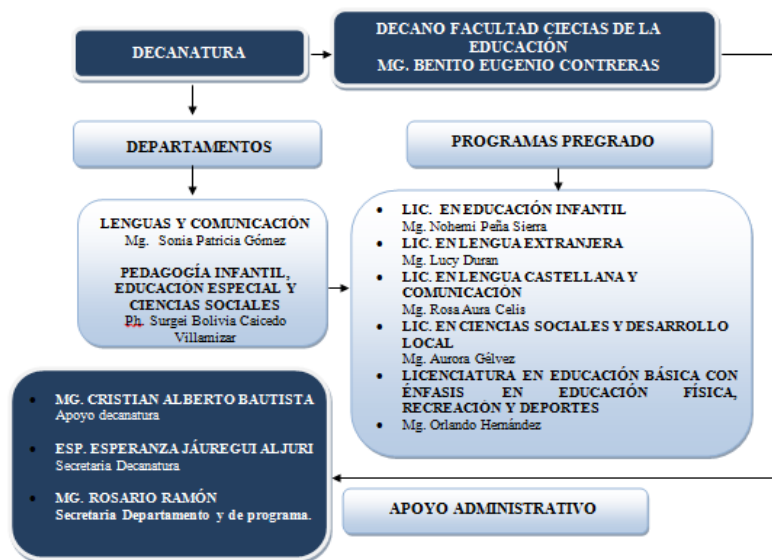 DECANATURA
DECANO FACULTAD CIECIAS DE LA
EDUCACIÓN
MG. BENITO EUGENIO CONTRERAS
DEPARTAMENTOS
PROGRAMAS PREGRADO
LENGUAS Y COMUNICACIÓN
Mg. Sonia Patricia Gómez
PEDAGOGÍA INFANTIL,
EDUCACIÓN ESPECIAL Y
CIENCIAS SOCIALES
Ph. Surgei Bolivia Caicedo
Villamizar
• LIC. EN EDUCACIÓN INFANTIL
Mg. Nohemi Peña Sierra
• LIC. EN LENGUA EXTRANJERA
Mg. Lucy Duran
• LIC. EN LENGUA CASTELLANA Y
COMUNICACIÓN
Mg. Rosa Aura Celis
• LIC. EN CIENCIAS SOCIALES Y DESARROLLO
LOCAL
Mg. Aurora Gélvez
• LICENCIATURA EN EDUCACIÓN BÁSICA CON
ÉNFASIS EN EDUCACIÓN FÍSICA,
RECREACIÓN Y DEPORTES
• Mg. Orlando Hernández
• MG. CRISTIAN ALBERTO BAUTISTA
Apoyo decanatura
• ESP. ESPERANZA JÁUREGUI ALJURI
Secretaria Decanatura
• MG. ROSARIO RAMÓN
Secretaria Departamento y de programa.
APOYO ADMINISTRATIVO